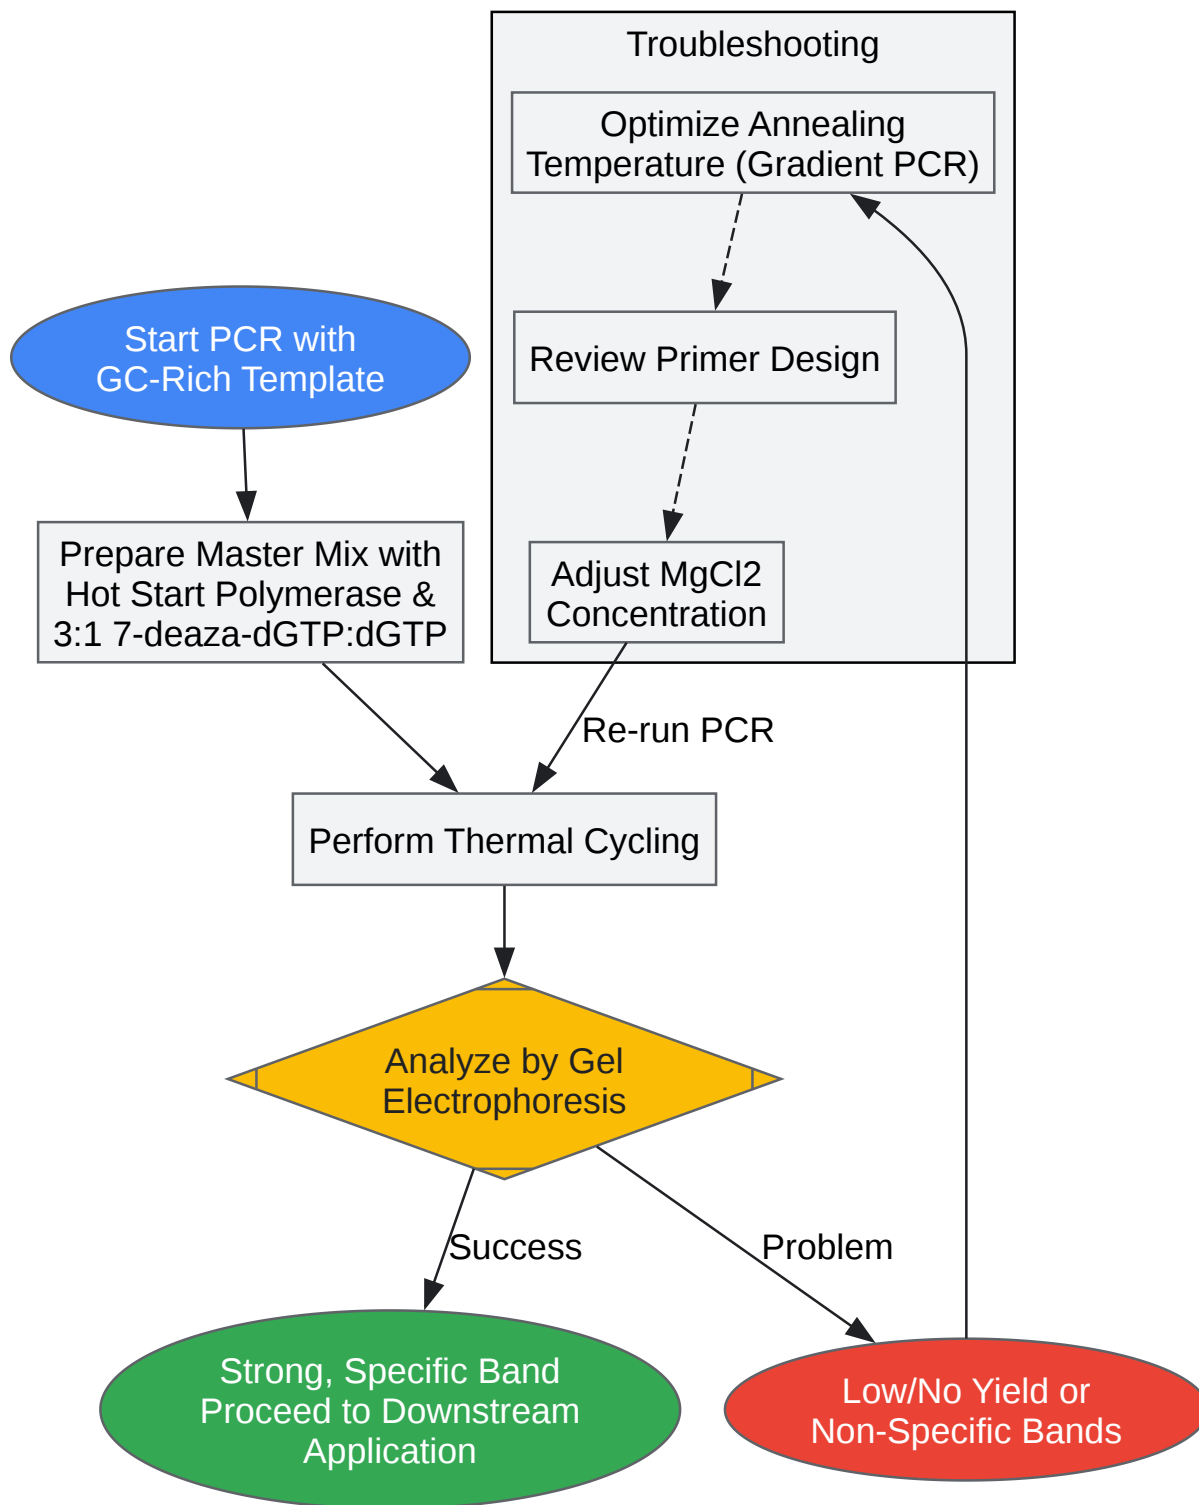 Troubleshooting
Optimize Annealing
Temperature (Gradient PCR)
Review Primer Design
Start PCR with
GC-Rich Template
Prepare Master Mix with
Hot Start Polymerase &
3:1 7-deaza-dGTP:dGTP
Adjust MgCl2
Concentration
Re-run PCR
Perform Thermal Cycling
Analyze by Gel
Electrophoresis
Success
Problem
Strong, Specific Band
Proceed to Downstream
Application
Low/No Yield or
Non-Specific Bands